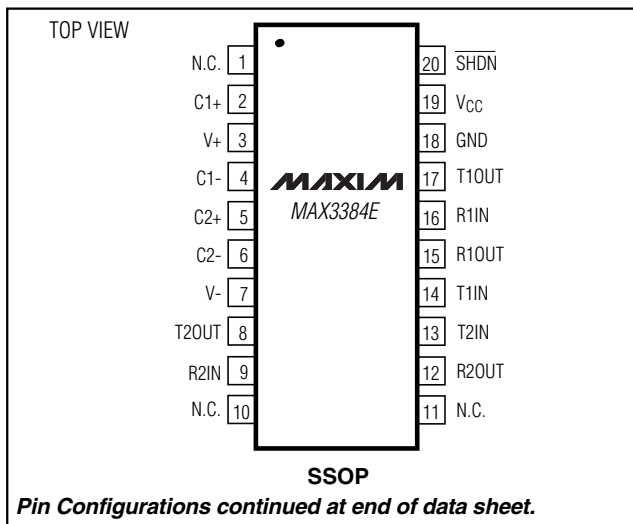 TOP VIEW
N.C. 1
C1+ 2
V+ 3
C1- 4
C2+ 5
C2- 6
V- 7
T2OUT 8
R2IN 9
N.C. 10
MAXIM
MAX3384E
20 SHDN
19 VCC
18 GND
17 T1OUT
16 R1IN
15 R1OUT
14 T1IN
13 T2IN
12 R2OUT
11 N.C.
SSOP
Pin Configurations continued at end of data sheet.